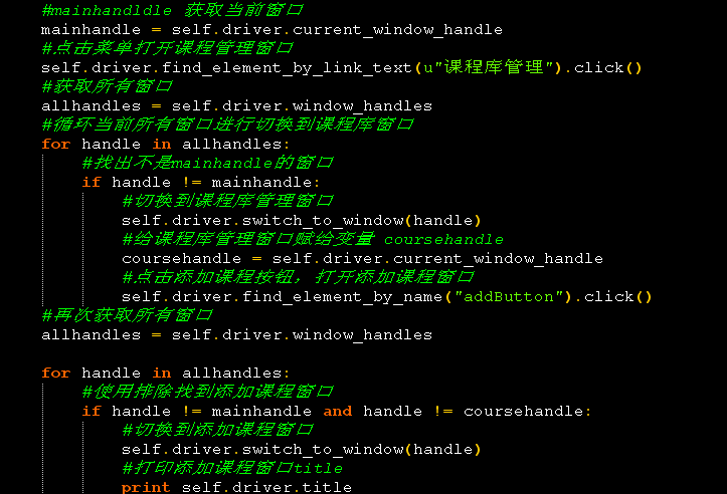 #mainhandldle 获取当前窗口
mainhandle = self.driver.current_window_handle
#点击菜单打开课程管理窗口
self.driver.find_element_by_link_text(u"课程库管理").click()
#获取所有窗口
allhandles = self.driver.window_handles
#循环当前所有窗口进行切换到课程库窗口
for handle in allhandles:
    #找出不是mainhandle的窗口
    if handle != mainhandle:
        #切换到课程库管理窗口
        self.driver.switch_to_window(handle)
        #给课程库管理窗口赋给变量 coursehandle
        coursehandle = self.driver.current_window_handle
        #点击添加课程按钮，打开添加课程窗口
        self.driver.find_element_by_name("addButton").click()
#再次获取所有窗口
allhandles = self.driver.window_handles
for handle in allhandles:
    #使用排除找到添加课程窗口
    if handle != mainhandle and handle != coursehandle:
        #切换到添加课程窗口
        self.driver.switch_to_window(handle)
        #打印添加课程窗口title
        print self.driver.title